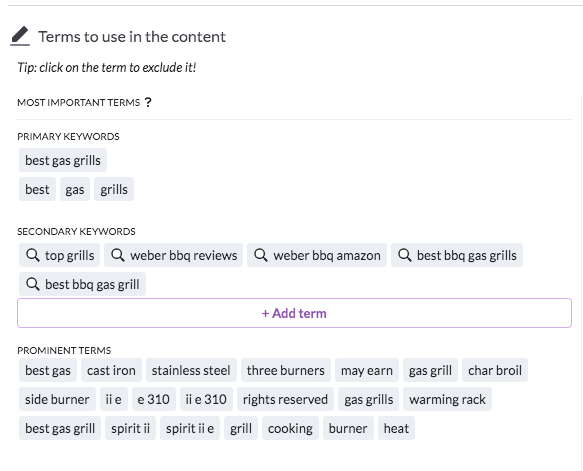 Terms to use in the content
Tip: click on the term to exclude it!
MOST IMPORTANT TERMS ?
PRIMARY KEYWORDS
best gas grills
best gas grills
SECONDARY KEYWORDS
top grills weber bbq reviews weber bbq amazon best bbq gas grills
best bbq gas grill
+ Add term
PROMINENT TERMS
best gas cast iron stainless steel three burners may earn gas grill char broil
side burner ii e e 310 ii e 310 rights reserved gas grills warming rack
best gas grill spirit ii spirit ii e grill cooking burner heat